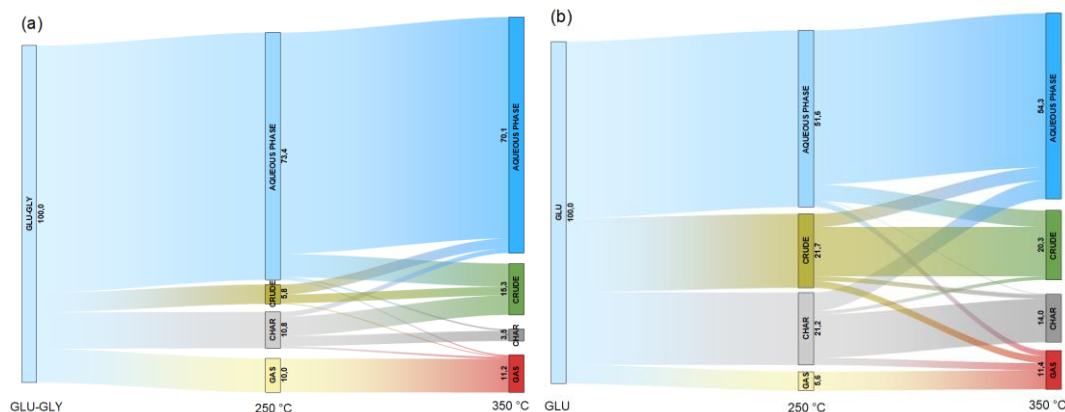 (a)
GLU-GLY
100,0
AQUEOUS PHASE
73,4
CRUDE
5,8
CHAR
10,8
GAS
10,0
AQUEOUS PHASE
70,1
CRUDE
15,3
CHAR
3,5
GAS
11,2
GLU-GLY
250 °C
350 °C
(b)
GLU
100,0
AQUEOUS PHASE
51,6
CRUDE
21,7
CHAR
21,2
GAS
5,6
AQUEOUS PHASE
54,3
CRUDE
20,3
CHAR
14,0
GAS
11,4
GLU
250 °C
350 °C